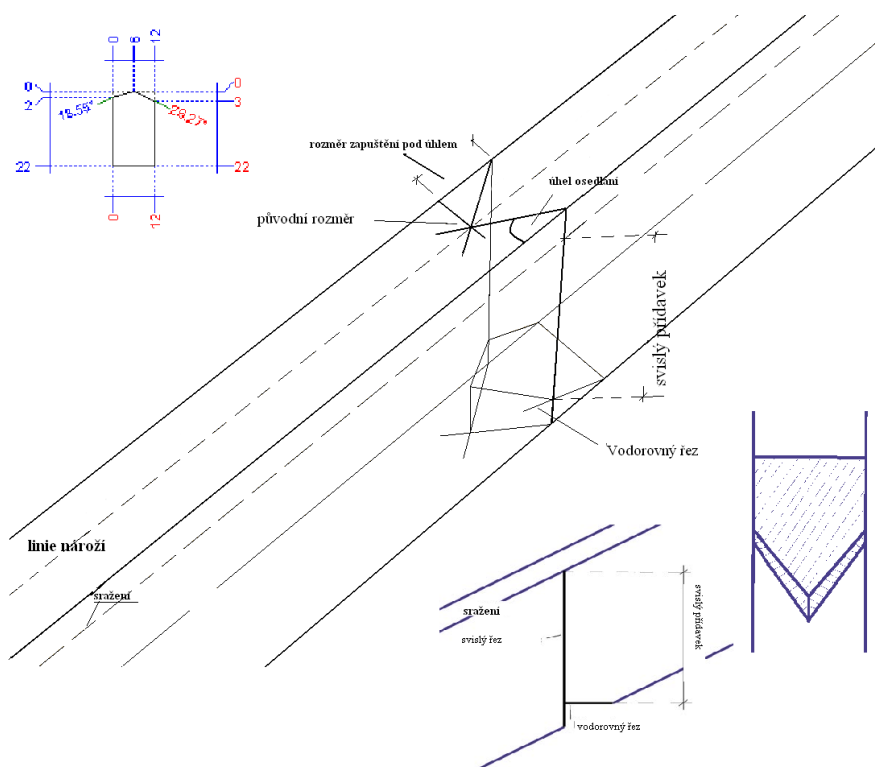 0
6
12
0
2
0
3
18.59°
29.27°
22
22
0
12
rozměr zapuštění pod úhlem
úhel osedlání
původní rozměr
svislý přídavek
Vodorovný řez
linie nároží
sražení
sražení
svislý řez
svislý přídavek
vodorovný řez